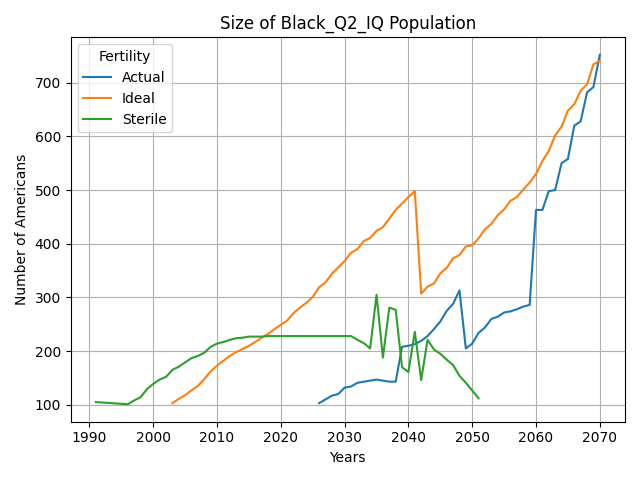 Size of Black_Q2_IQ Population
Fertility
Actual
Ideal
Sterile
Number of Americans
700
600
500
400
300
200
100
1990 2000 2010 2020 2030 2040 2050 2060 2070
Years